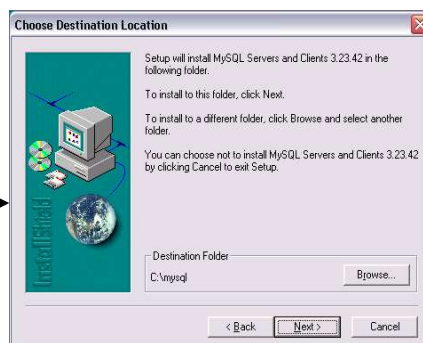 Choose Destination Location
Setup will install MySQL Servers and Clients 3.23.42 in the
following folder.
To install to this folder, click Next.
To install to a different folder, click Browse and select another
folder.
You can choose not to install MySQL Servers and Clients 3.23.42
by clicking Cancel to exit Setup.
InstallShield
Destination Folder
C:\mysql
Browse...
< Back
Next >
Cancel